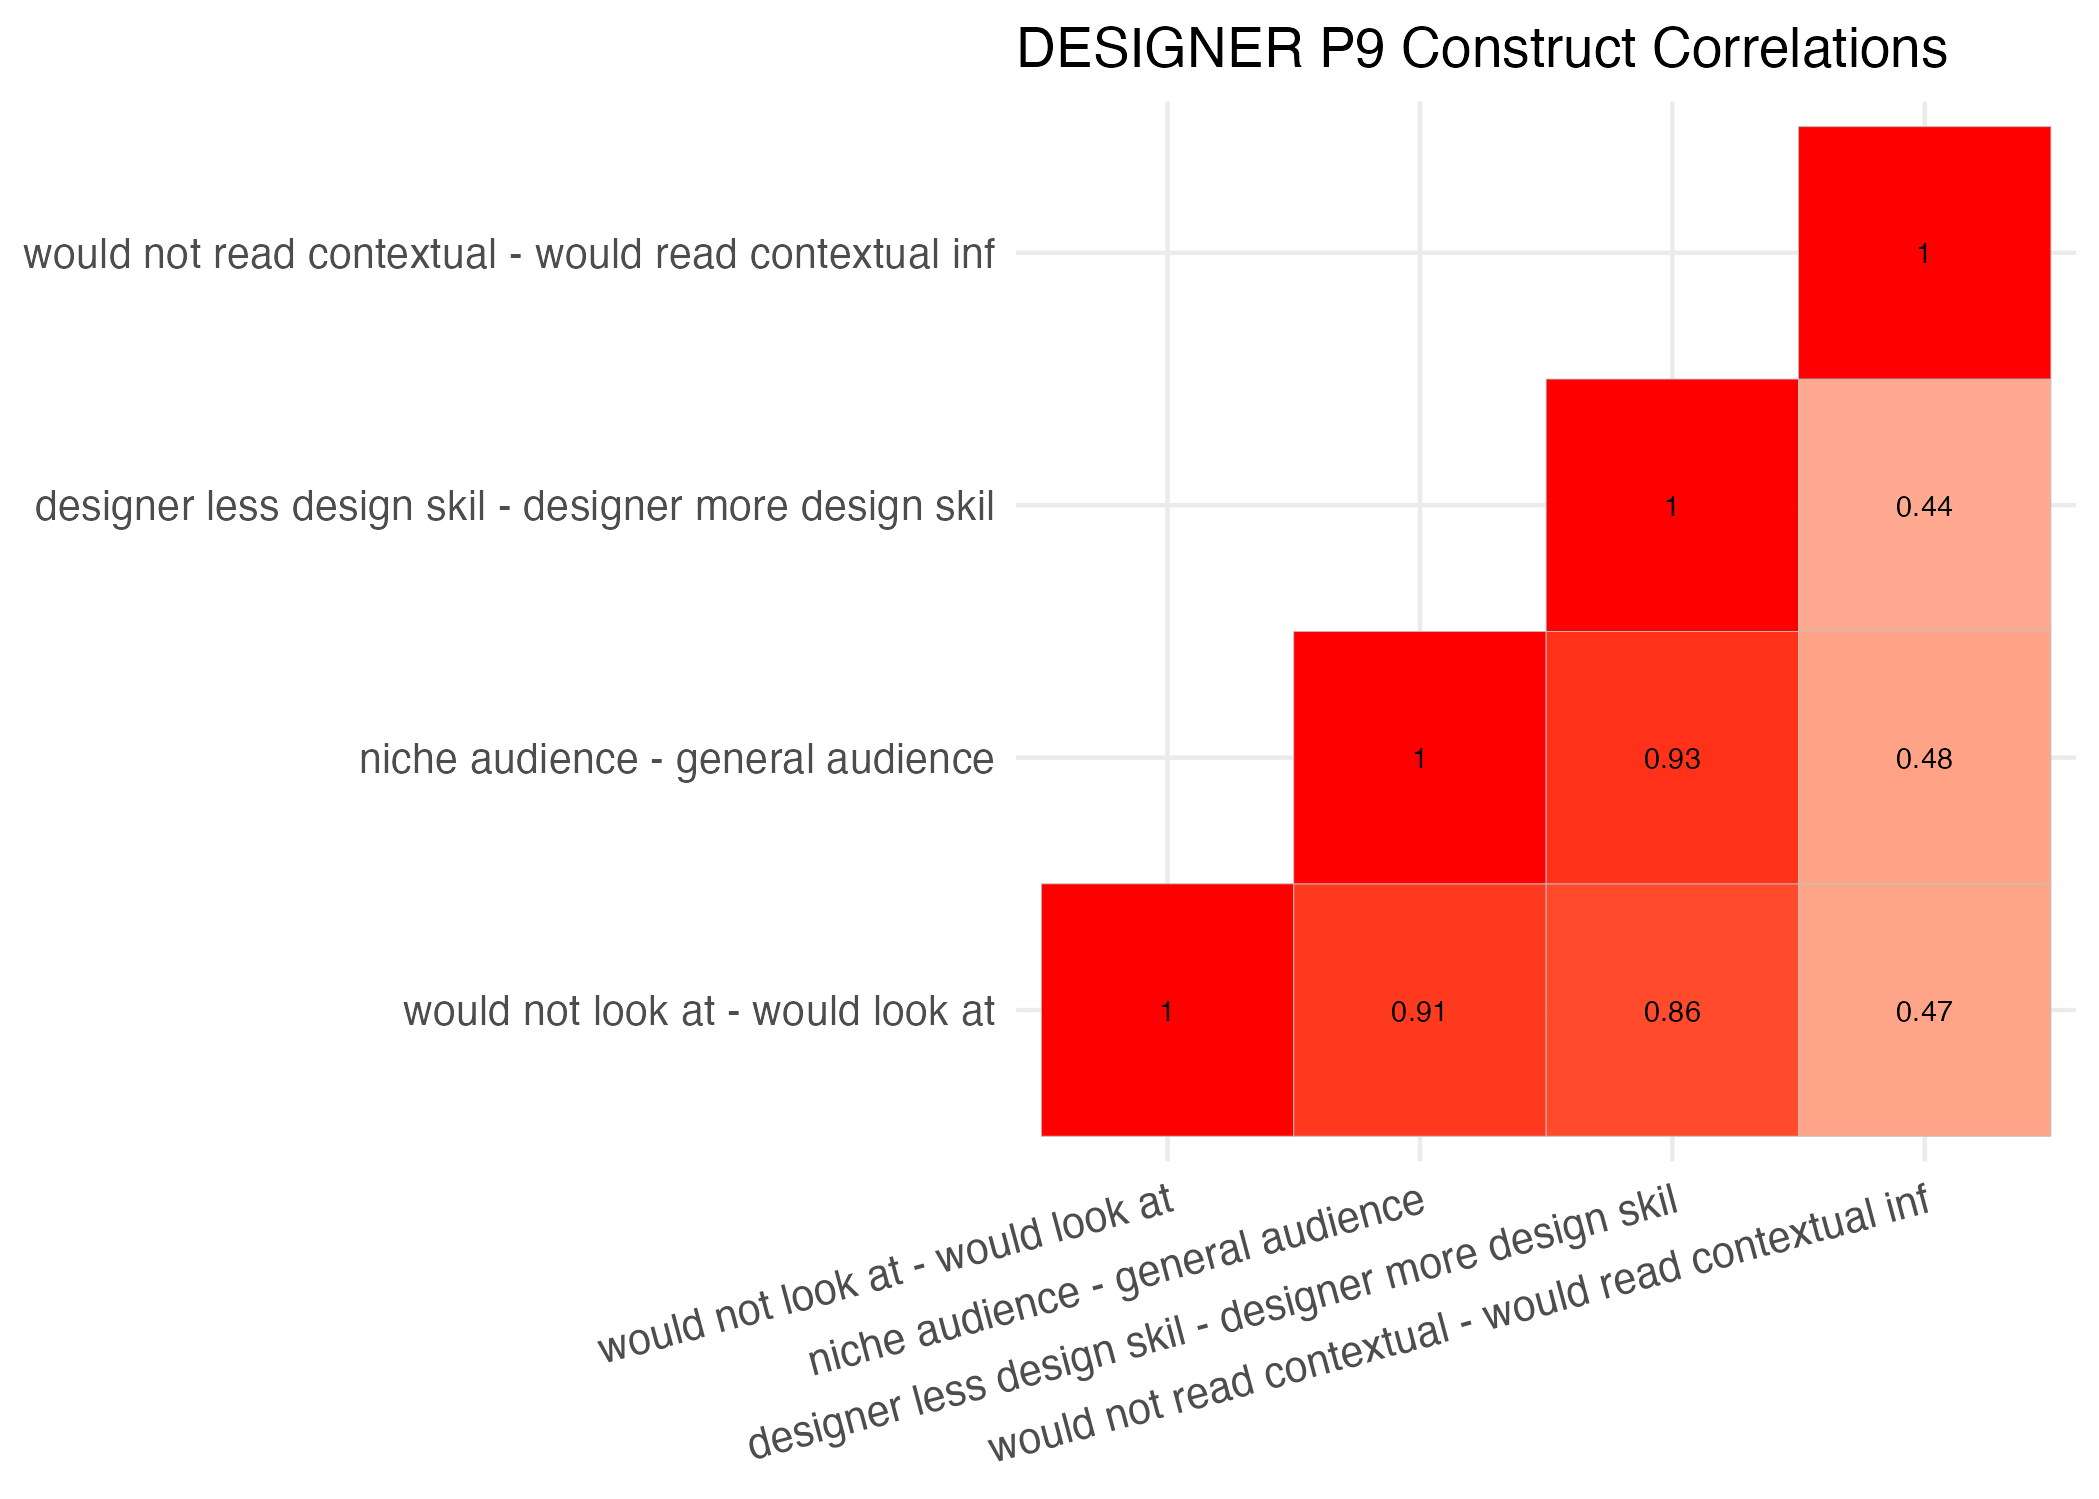 DESIGNER P9 Construct Correlations
would not read contextual - would read contextual inf
1
designer less design skil - designer more design skil
1
0.44
niche audience - general audience
1
0.93
0.48
would not look at - would look at
1
0.91
0.86
0.47
would not look at - would look at
niche audience - general audience
designer less design skil - designer more design skil
would not read contextual - would read contextual inf